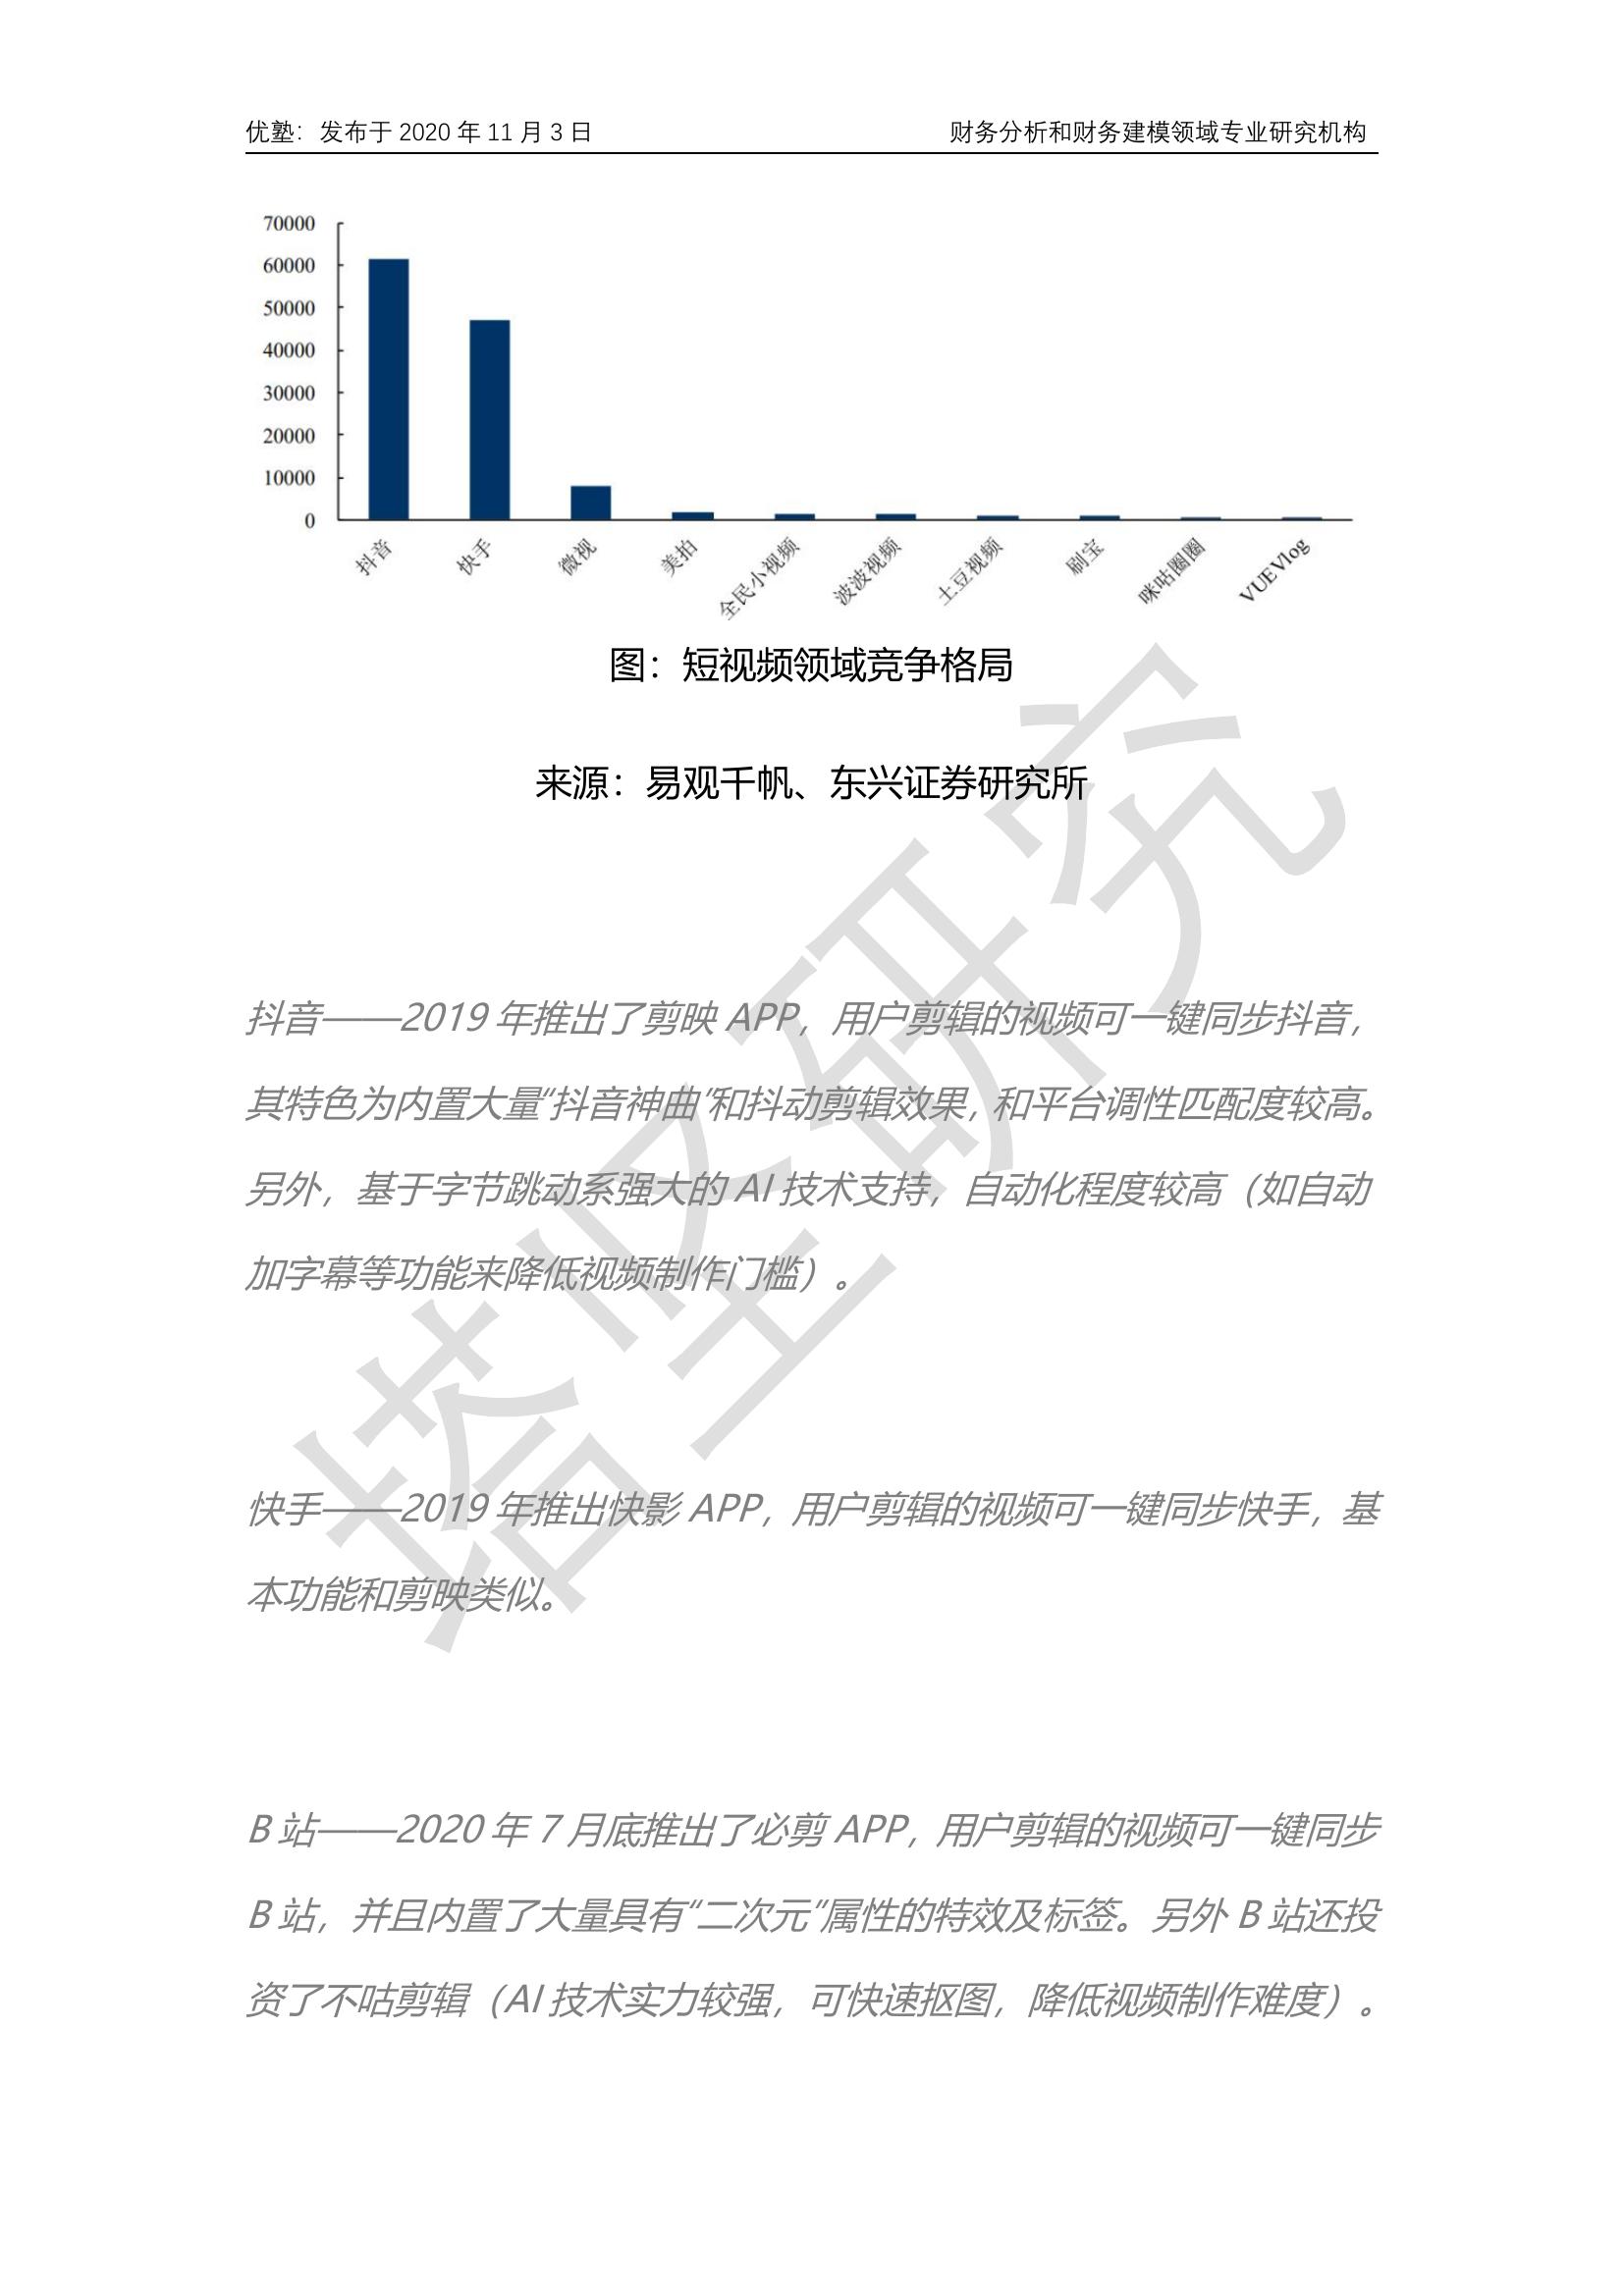 优塾：发布于 2020 年 11 月 3 日
财务分析和财务建模领域专业研究机构
70000
60000
50000
40000
30000
20000
10000
0
抖音
快手
微视
美拍
全民小视频
波波视频
土豆视频
刷宝
咪咕圈圈
VUEVlog
图：短视频领域竞争格局
来源：易观千帆、东兴证券研究所
抖音——2019 年推出了剪映 APP，用户剪辑的视频可一键同步抖音，
其特色为内置大量“抖音神曲”和抖动剪辑效果，和平台调性匹配度较高。
另外，基于字节跳动系强大的 AI 技术支持，自动化程度较高（如自动
加字幕等功能来降低视频制作门槛）。
快手——2019 年推出快影 APP，用户剪辑的视频可一键同步快手，基
本功能和剪映类似。
B 站——2020 年 7 月底推出了必剪 APP，用户剪辑的视频可一键同步
B 站，并且内置了大量具有“二次元”属性的特效及标签。另外 B 站还投
资了不咕剪辑（AI 技术实力较强，可快速抠图，降低视频制作难度）。
塔坚研究